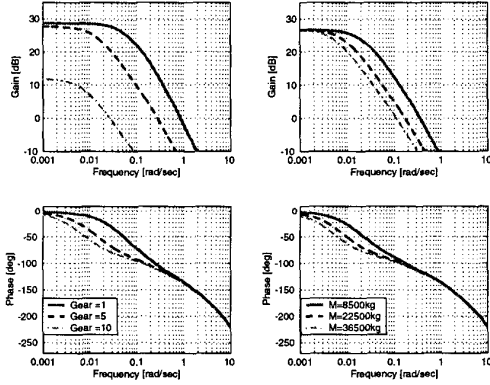 30
20
10
0
-10
Gain [dB]
0.001 0.01 0.1 1 10
Frequency [rad/sec]
30
20
10
0
-10
Gain [dB]
0.001 0.01 0.1 1 10
Frequency [rad/sec]
0
-50
-100
-150
-200
-250
Phase [deg]
Gear =1
Gear =5
Gear =10
0.001 0.01 0.1 1 10
Frequency [rad/sec]
0
-50
-100
-150
-200
-250
Phase [deg]
M=8500kg
M=22500kg
M=36500kg
0.001 0.01 0.1 1 10
Frequency [rad/sec]